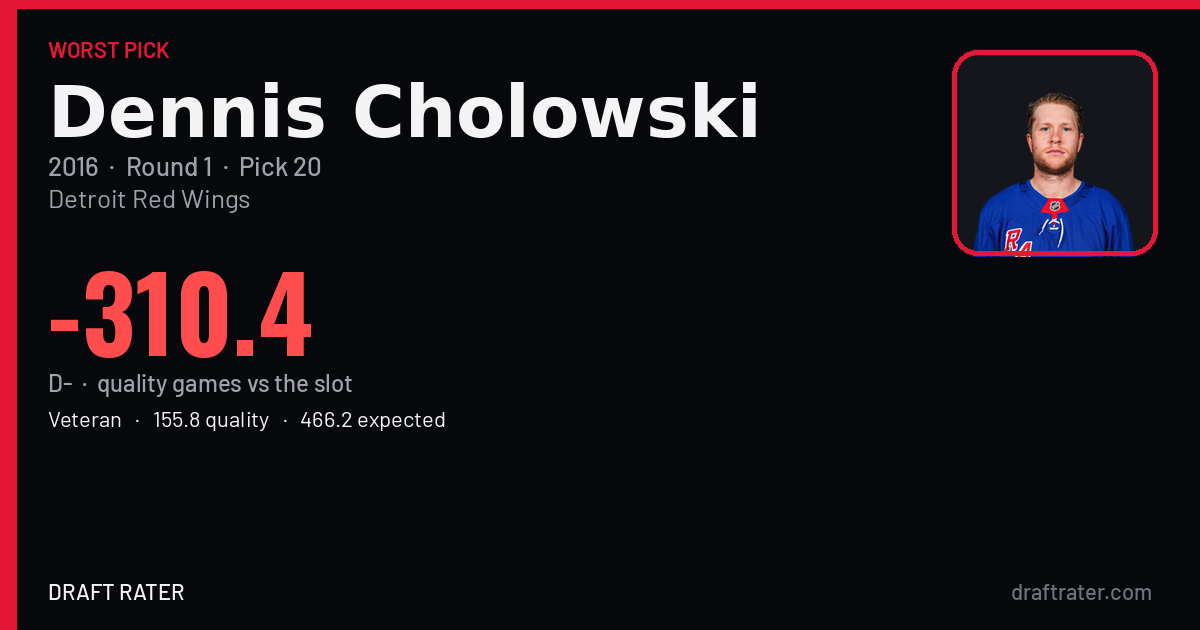 WORST PICK
Dennis Cholowski
2016 · Round 1 · Pick 20
Detroit Red Wings
-310.4
D- · quality games vs the slot
Veteran · 155.8 quality · 466.2 expected
DRAFT RATER
draftrater.com